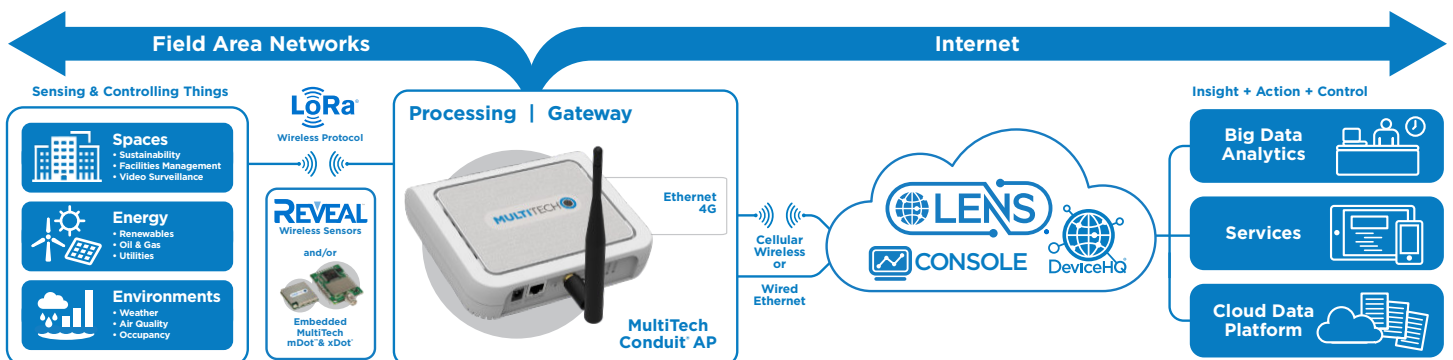 Field Area Networks
Internet
Sensing & Controlling Things
Spaces
• Sustainability
• Facilities Management
• Video Surveillance
Energy
• Renewables
• Oil & Gas
• Utilities
Environments
• Weather
• Air Quality
• Occupancy
LoRa®
Wireless Protocol
REVEAL™
Wireless Sensors
and/or
Embedded
MultiTech
mDot™ & xDot®
Processing | Gateway
MULTITECH
Ethernet
4G
MultiTech
Conduit® AP
Cellular
Wireless
or
Wired
Ethernet
LENS
CONSOLE
DeviceHQ®
Insight + Action + Control
Big Data
Analytics
Services
Cloud Data
Platform